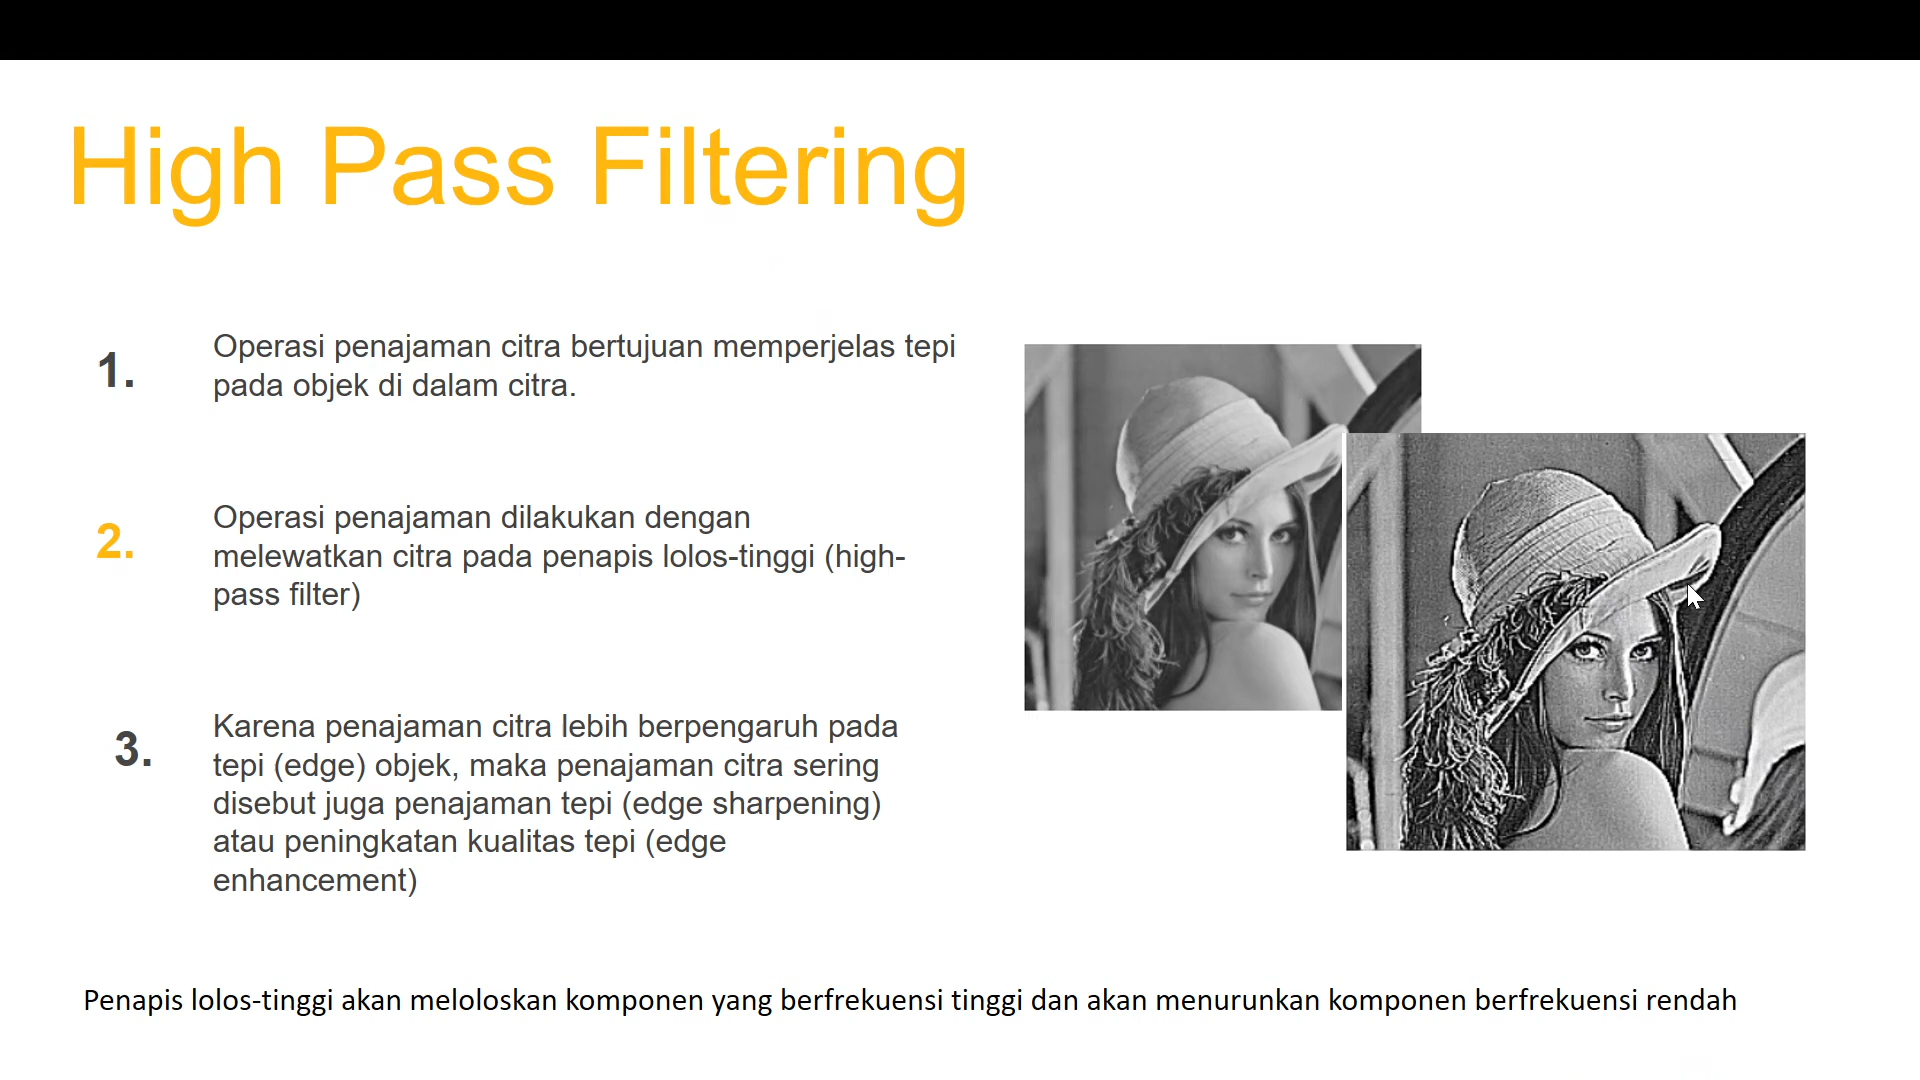 High Pass Filtering
1.
Operasi penajaman citra bertujuan memperjelas tepi
pada objek di dalam citra.
2.
Operasi penajaman dilakukan dengan
melewatkan citra pada penapis lolos-tinggi (high-
pass filter)
3.
Karena penajaman citra lebih berpengaruh pada
tepi (edge) objek, maka penajaman citra sering
disebut juga penajaman tepi (edge sharpening)
atau peningkatan kualitas tepi (edge
enhancement)
Penapis lolos-tinggi akan meloloskan komponen yang berfrekuensi tinggi dan akan menurunkan komponen berfrekuensi rendah